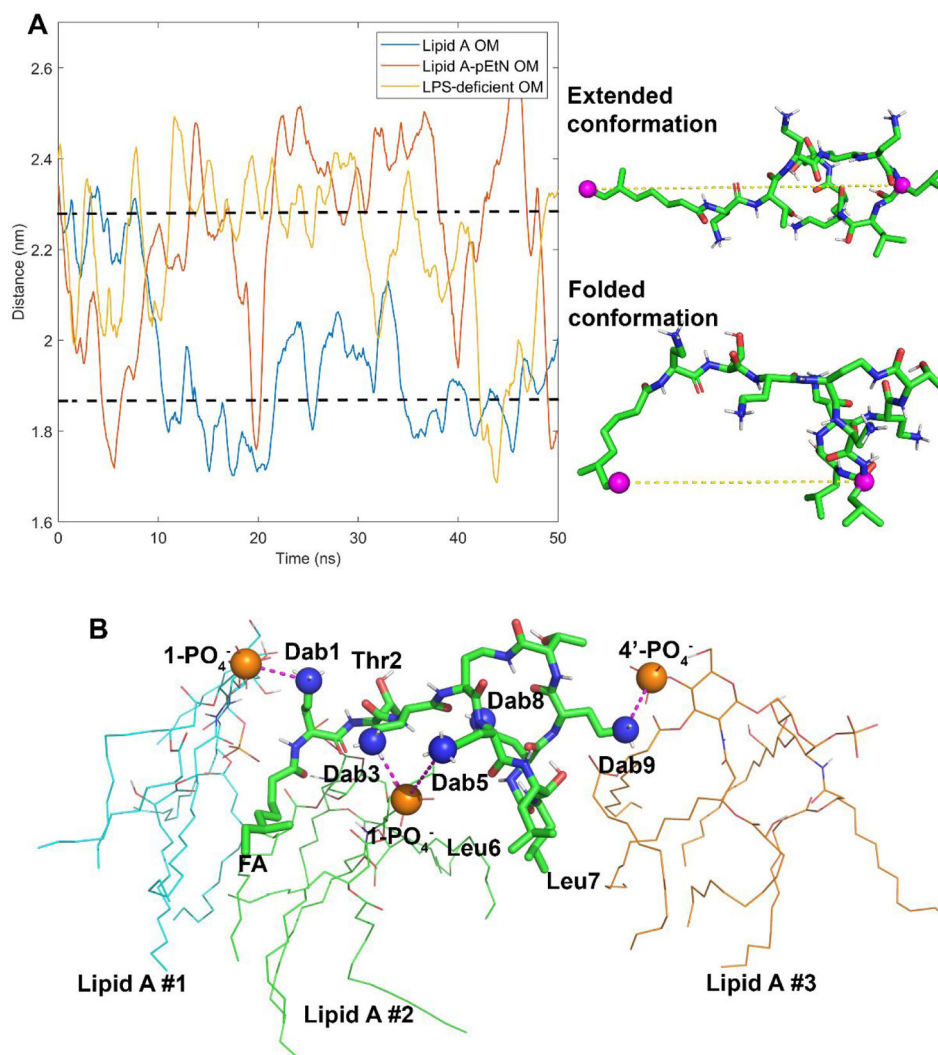 A
Lipid A OM
Lipid A-pEtN OM
LPS-deficient OM
2.6
2.4
2.2
2
1.8
1.6
Distance (nm)
0 10 20 30 40 50
Time (ns)
Extended
conformation
Folded
conformation
B
1-PO4-
Dab1
Thr2
4'-PO4-
Dab8
Dab3
Dab5
Dab9
1-PO4-
Leu6
FA
Leu7
Lipid A #1
Lipid A #2
Lipid A #3